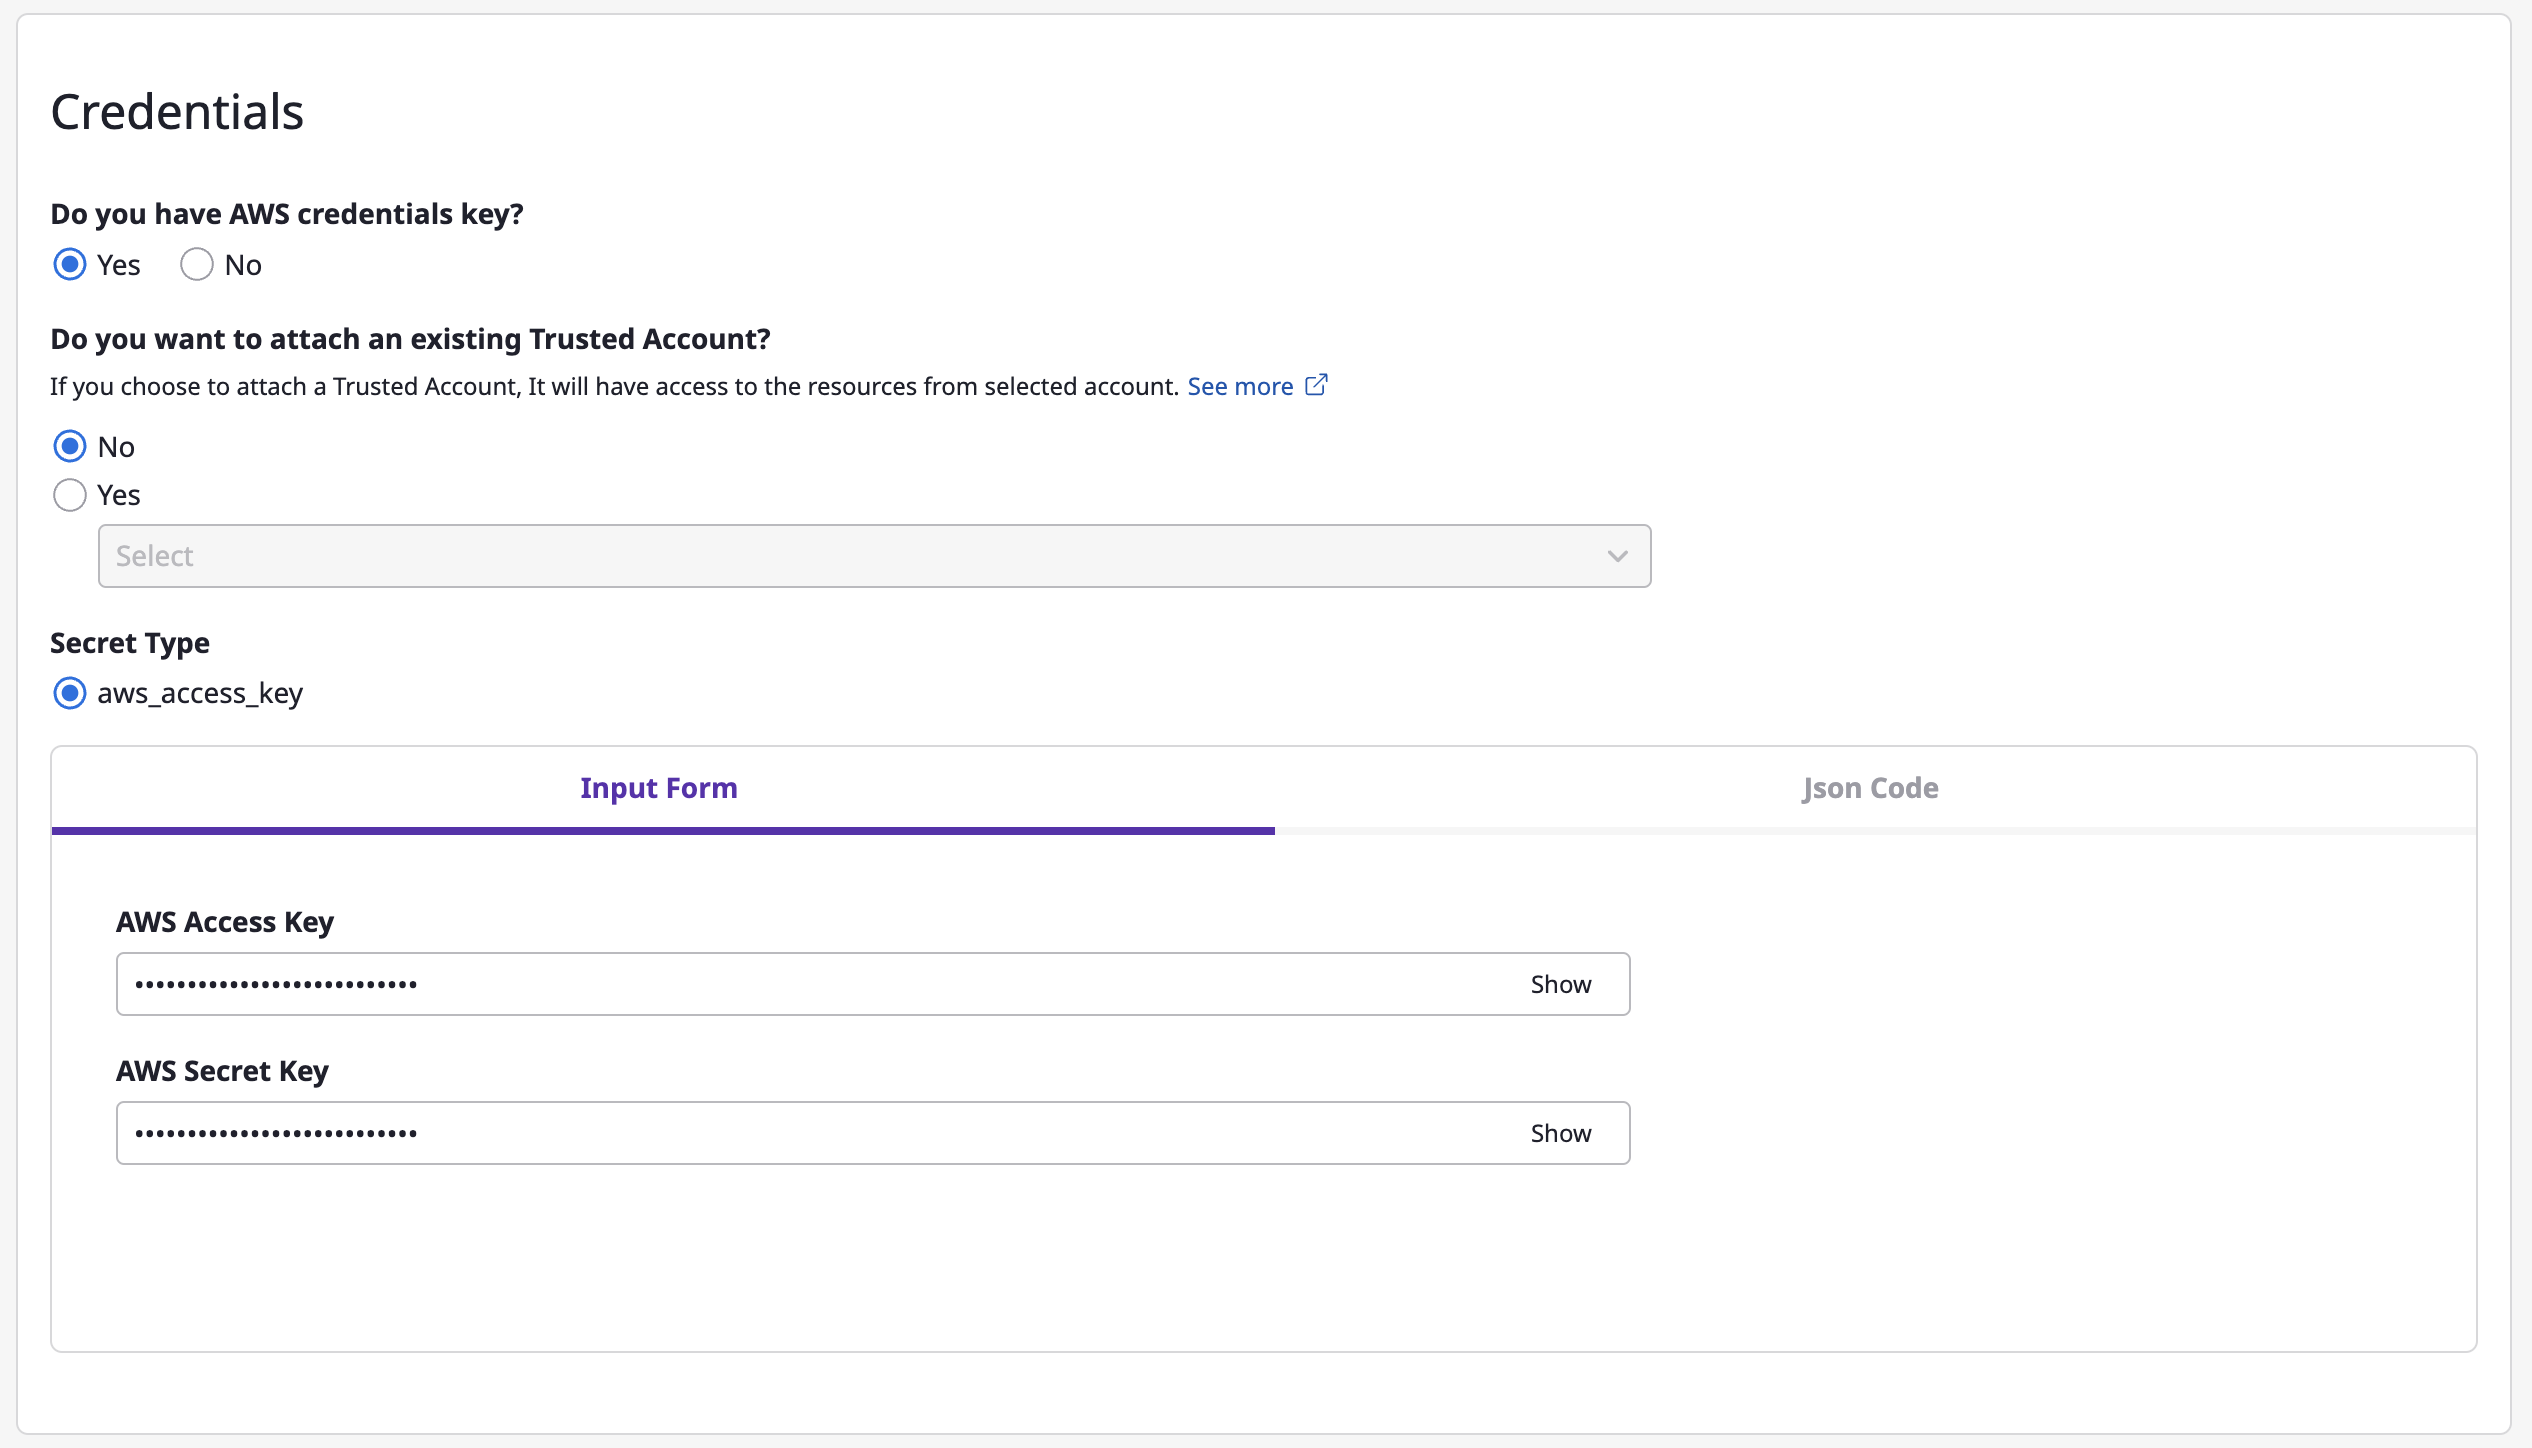 Credentials
Do you have AWS credentials key?
Yes No
Do you want to attach an existing Trusted Account?
If you choose to attach a Trusted Account, It will have access to the resources from selected account. See more
No
Yes
Select
Secret Type
aws_access_key
Input Form Json Code
AWS Access Key
••••••••••••••••••••••••••• Show
AWS Secret Key
••••••••••••••••••••••••••• Show